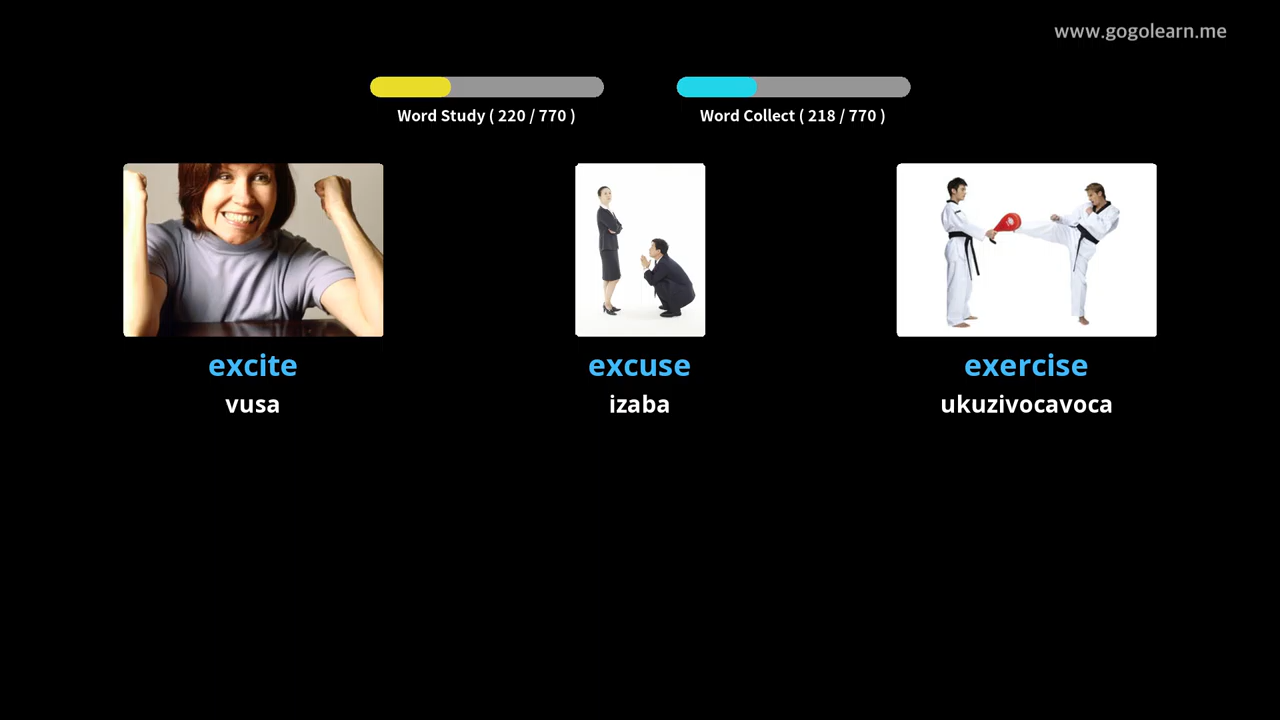 www.gogolearn.me
Word Study ( 220 / 770 )
Word Collect ( 218 / 770 )
excite
excuse
exercise
vusa
izaba
ukuzivocavoca